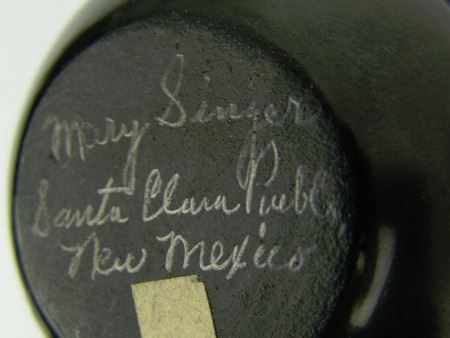 Mary Singer
Santa Clara Pueblo
New Mexico